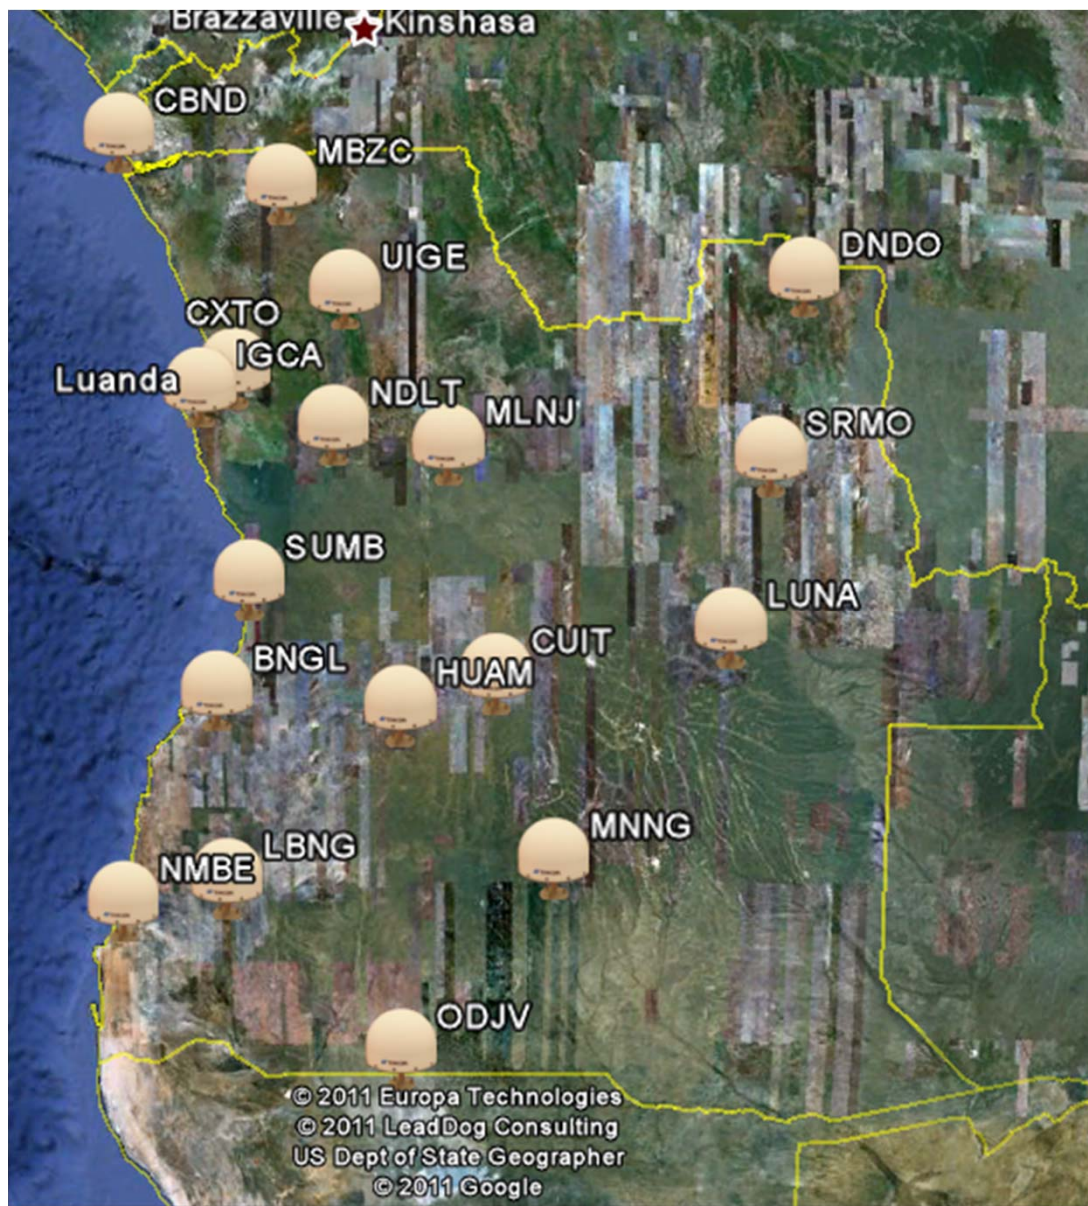 Brazzaville Kinshasa
CBND
MBZC
UIGE
DNDO
CXTO
IGCA
Luanda
NDLT
MLNJ
SRMO
SUMB
LUNA
CUIT
BNGL
HUAM
MNNG
LBNG
NMBE
ODJV
© 2011 Europa Technologies
© 2011 LeadDog Consulting
US Dept of State Geographer
© 2011 Google